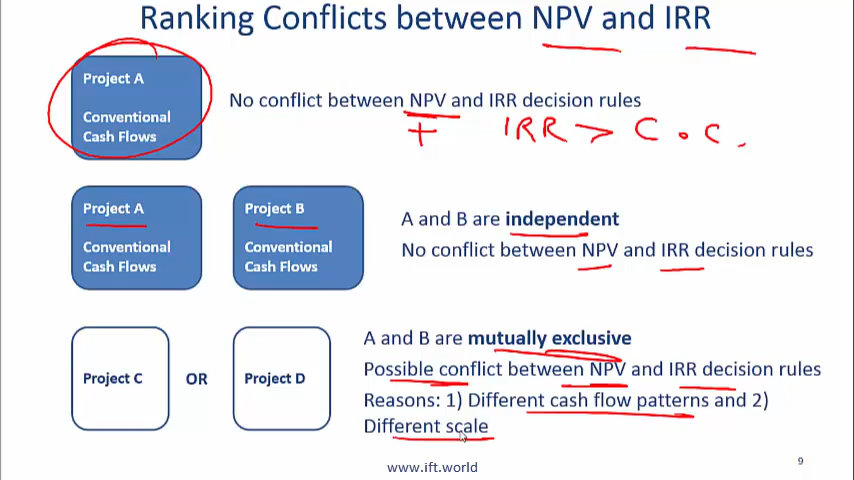 Ranking Conflicts between NPV and IRR
Project A
Conventional
Cash Flows
No conflict between NPV and IRR decision rules
+ IRR > C.C.
Project A
Conventional
Cash Flows
Project B
Conventional
Cash Flows
A and B are independent
No conflict between NPV and IRR decision rules
Project C
OR
Project D
A and B are mutually exclusive
Possible conflict between NPV and IRR decision rules
Reasons: 1) Different cash flow patterns and 2)
Different scale
www.ift.world
9